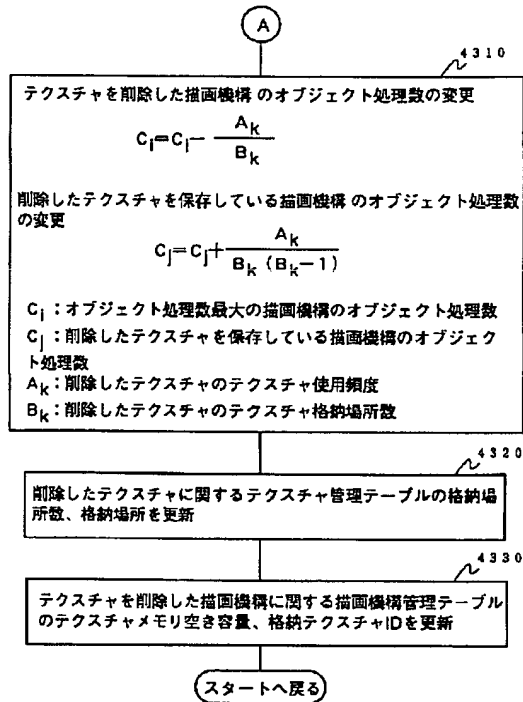 A
4310
テクスチャを削除した描画機構 のオブジェクト処理数の変更
Ci=Ci− Ak/Bk
削除したテクスチャを保存している描画機構 のオブジェクト処理数
の変更
Cj=Cj+ Ak/Bk(Bk−1)
Ci:オブジェクト処理数最大の描画機構のオブジェクト処理数
Cj:削除したテクスチャを保存している描画機構のオブジェク
ト処理数
Ak:削除したテクスチャのテクスチャ使用頻度
Bk:削除したテクスチャのテクスチャ格納場所数
4320
削除したテクスチャに関するテクスチャ管理テーブルの格納場
所数、格納場所を更新
4330
テクスチャを削除した描画機構に関する描画機構管理テーブル
のテクスチャメモリ空き容量、格納テクスチャIDを更新
スタートへ戻る